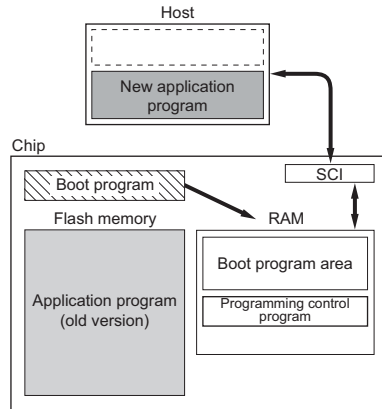 Host
New application
program
Chip
SCI
Boot program
Flash memory
RAM
Boot program area
Programming control
program
Application program
(old version)